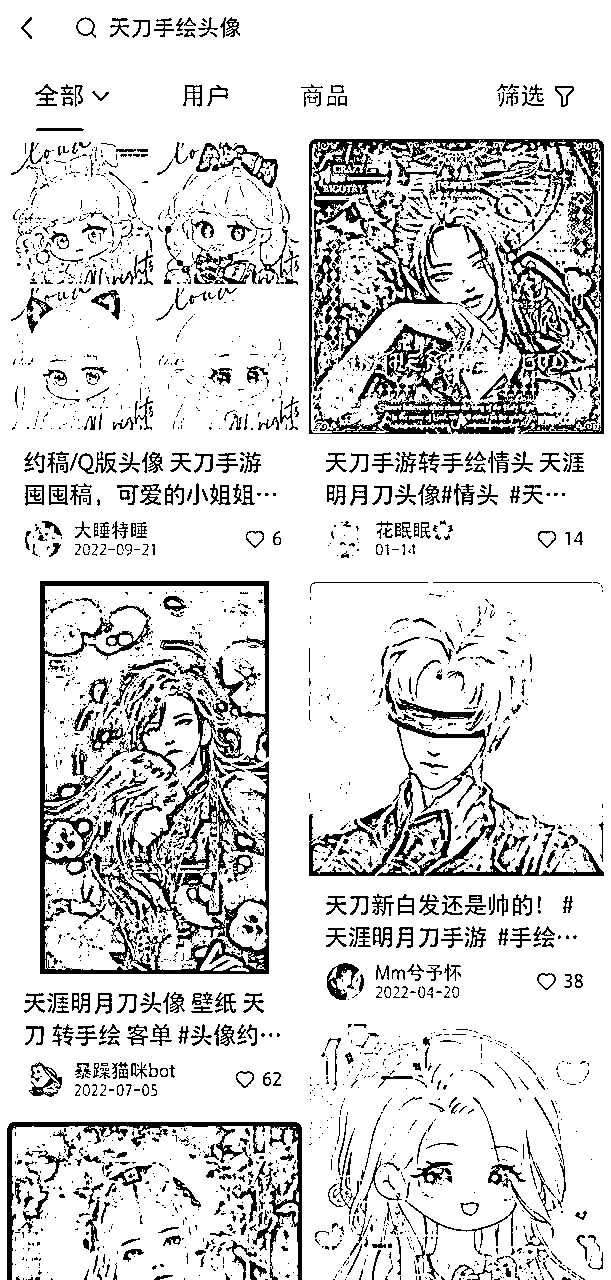 天刀手绘头像
全部
用户
商品
筛选
约稿/Q版头像 天刀手游
囤囤稿，可爱的小姐姐…
大睡特睡
2022-09-21
6
天刀手游转手绘情头 天涯
明月刀头像#情头 #天…
花眠眠
01-14
14
天涯明月刀头像 壁纸 天
刀 转手绘 客单 #头像约…
暴躁猫咪bot
2022-07-05
62
天刀新白发还是帅的！ #
天涯明月刀手游 #手绘…
Mm兮予怀
2022-04-20
38